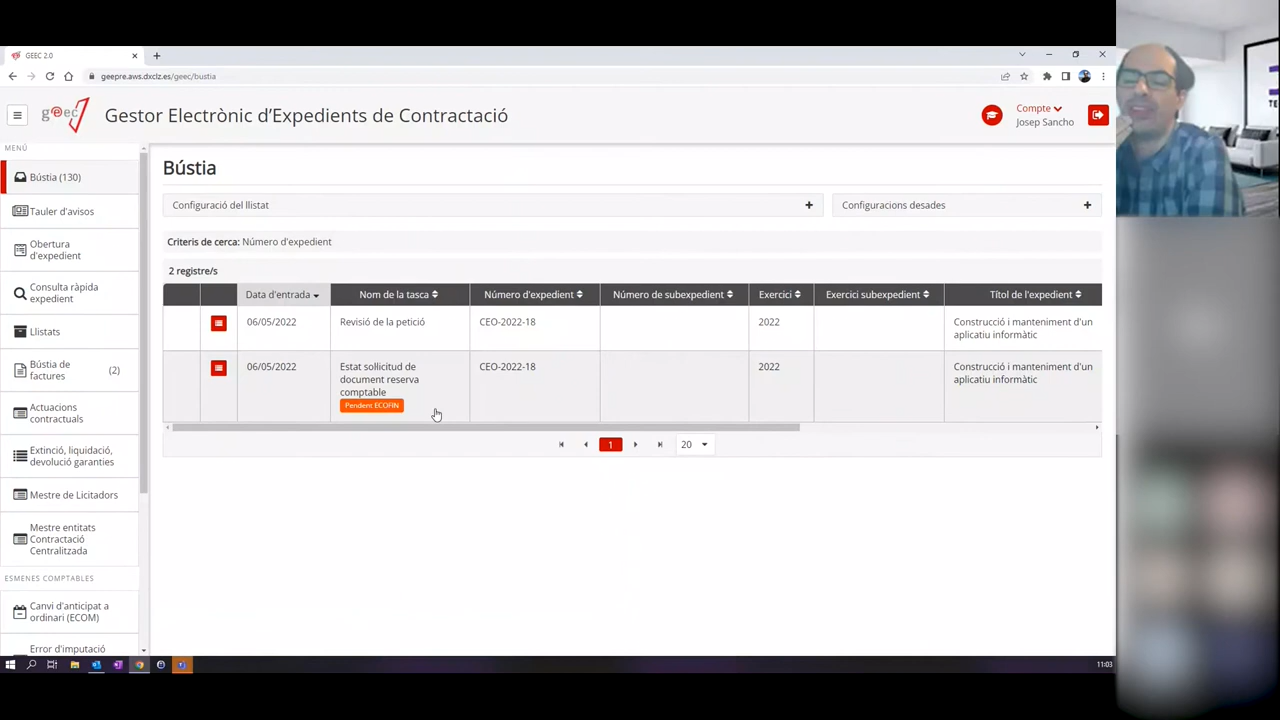 GEEC 2.0
geepre.aws.dxclz.es/geec/bustia
geec
Gestor Electrònic d'Expedients de Contractació
Compte
Josep Sancho
MENÚ
Bústia (130)
Tauler d'avisos
Obertura
d'expedient
Consulta ràpida
expedient
Llistats
Bústia de
factures
(2)
Actuacions
contractuals
Extinció, liquidació,
devolució garanties
Mestre de Licitadors
Mestre entitats
Contractació
Centralitzada
ESMENES COMPTABLES
Canvi d'anticipat a
ordinari (ECOM)
Error d'imputació
Bústia
Configuració del llistat
Configuracions desades
Criteris de cerca: Número d'expedient
2 registre/s
Data d'entrada Nom de la tasca Número d'expedient Número de subexpedient Exercici Exercici subexpedient Títol de l'expedient
06/05/2022 Revisió de la petició CEO-2022-18 2022 Construcció i manteniment d'un
aplicatiu informàtic
06/05/2022 Estat sol·licitud de CEO-2022-18 2022 Construcció i manteniment d'un
document reserva aplicatiu informàtic
comptable
Pendent ECOFIN
1
20
11:03
TE